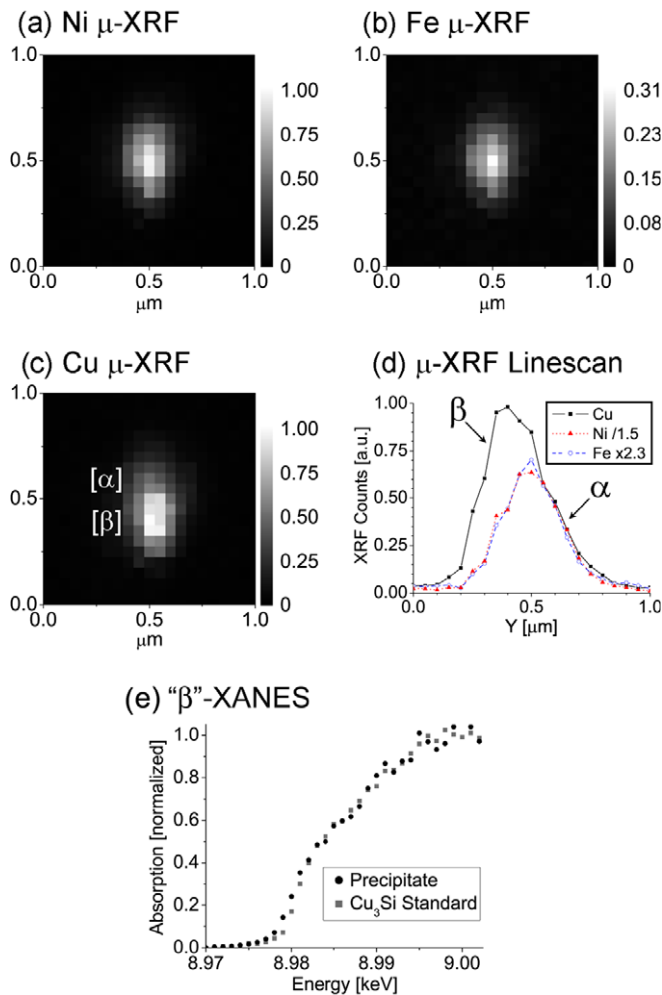 (a) Ni μ-XRF
1.0
0.5
0.0
0.0 0.5 1.0
μm
1.00
0.75
0.50
0.25
0
(b) Fe μ-XRF
1.0
0.5
0.0
0.0 0.5 1.0
μm
0.31
0.23
0.16
0.08
0
(c) Cu μ-XRF
1.0
0.5
0.0
[α]
[β]
0.0 0.5 1.0
μm
1.00
0.75
0.50
0.25
0
(d) μ-XRF Linescan
XRF Counts [a.u.]
1.00
0.75
0.50
0.25
0.00
β
α
Cu
Ni /1.5
Fe x2.3
0.0 0.5 1.0
Y [μm]
(e) "β"-XANES
Absorption [normalized]
1.0
0.8
0.6
0.4
0.2
0.0
Precipitate
Cu₃Si Standard
8.97 8.98 8.99 9.00
Energy [keV]